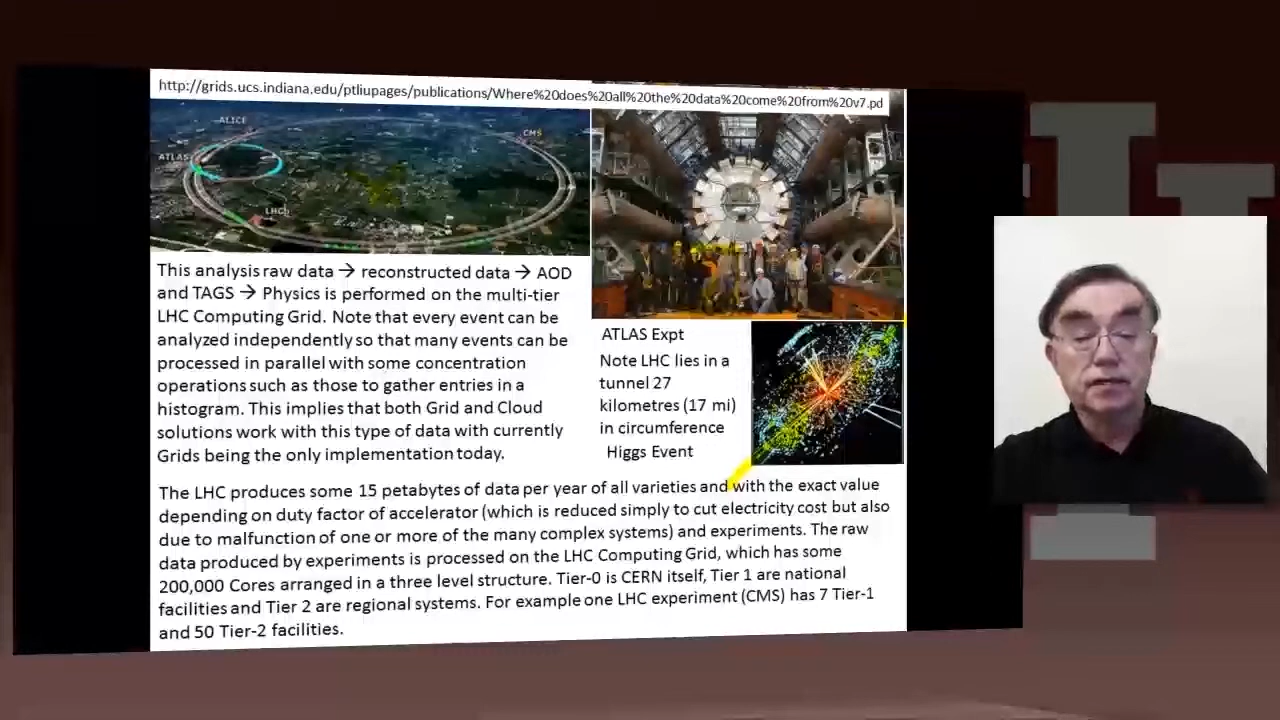 http://grids.ucs.indiana.edu/ptliupages/publications/Where%20does%20all%20the%20data%20come%20from%20v7.pd
ALICE
CMS
ATLAS
LHCb
This analysis raw data → reconstructed data → AOD
and TAGS → Physics is performed on the multi-tier
LHC Computing Grid. Note that every event can be
analyzed independently so that many events can be
processed in parallel with some concentration
operations such as those to gather entries in a
histogram. This implies that both Grid and Cloud
solutions work with this type of data with currently
Grids being the only implementation today.
ATLAS Expt
Note LHC lies in a
tunnel 27
kilometres (17 mi)
in circumference
Higgs Event
The LHC produces some 15 petabytes of data per year of all varieties and with the exact value
depending on duty factor of accelerator (which is reduced simply to cut electricity cost but also
due to malfunction of one or more of the many complex systems) and experiments. The raw
data produced by experiments is processed on the LHC Computing Grid, which has some
200,000 Cores arranged in a three level structure. Tier-0 is CERN itself, Tier 1 are national
facilities and Tier 2 are regional systems. For example one LHC experiment (CMS) has 7 Tier-1
and 50 Tier-2 facilities.